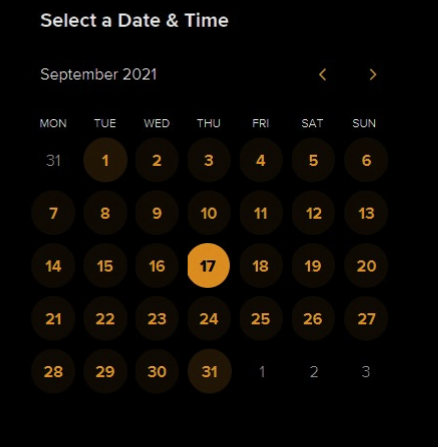 Select a Date & Time
September 2021 < >
MON TUE WED THU FRI SAT SUN
31 1 2 3 4 5 6
7 8 9 10 11 12 13
14 15 16 17 18 19 20
21 22 23 24 25 26 27
28 29 30 31 1 2 3